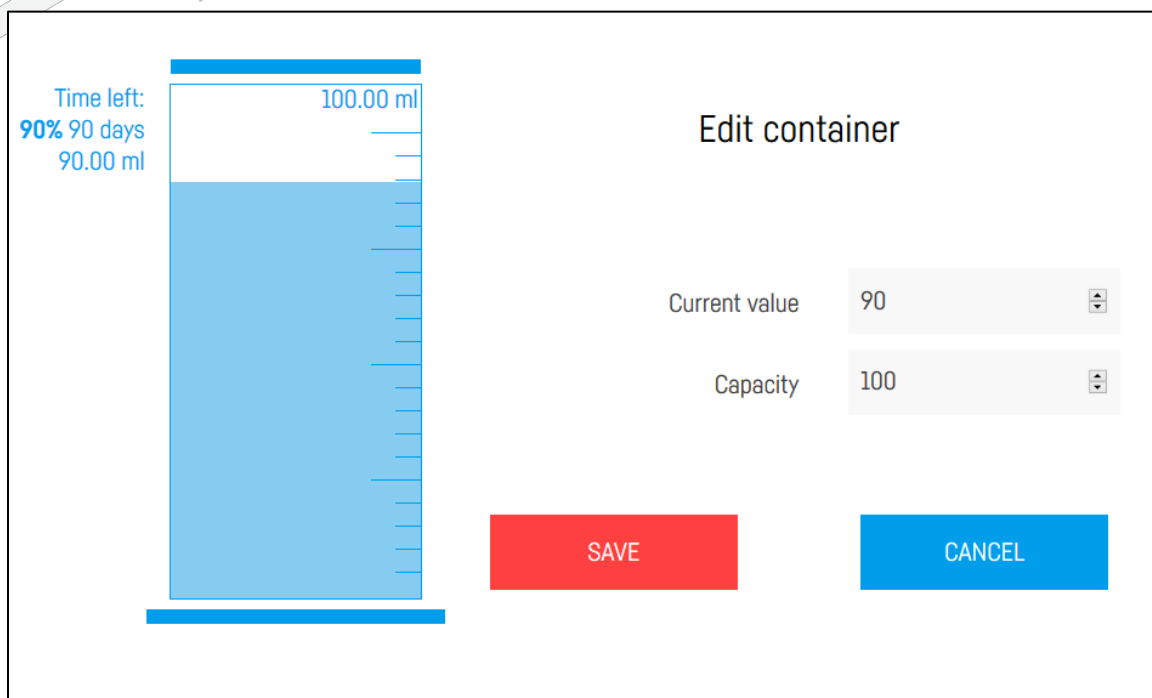 Time left:
90% 90 days
90.00 ml
100.00 ml
Edit container
Current value 90
Capacity 100
SAVE CANCEL